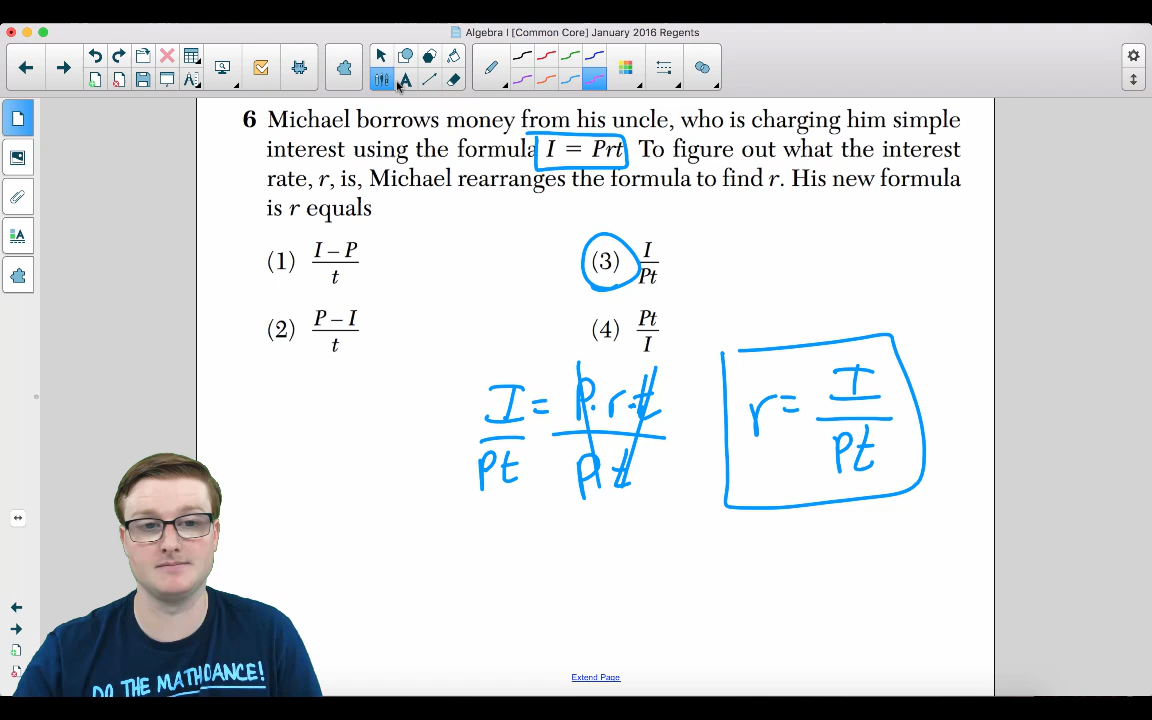 Algebra I [Common Core] January 2016 Regents
6 Michael borrows money from his uncle, who is charging him simple
interest using the formula I = Prt. To figure out what the interest
rate, r, is, Michael rearranges the formula to find r. His new formula
is r equals
(1) I – P / t
(3) I / Pt
(2) P – I / t
(4) Pt / I
I / Pt = P · r · t / P t
r = I / Pt
DO THE MATH DANCE!
Extend Page